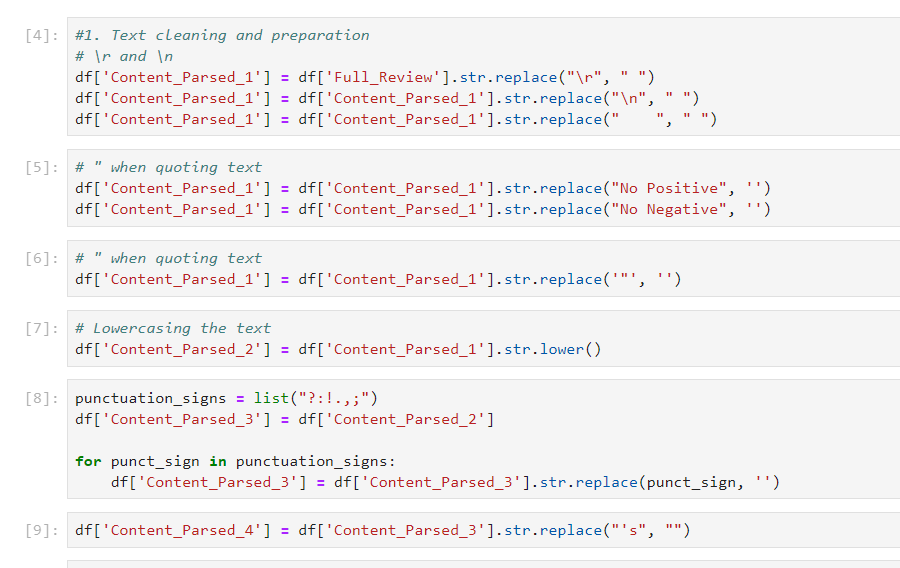 [4]: #1. Text cleaning and preparation
# \r and \n
df['Content_Parsed_1'] = df['Full_Review'].str.replace("\r", " ")
df['Content_Parsed_1'] = df['Content_Parsed_1'].str.replace("\n", " ")
df['Content_Parsed_1'] = df['Content_Parsed_1'].str.replace("    ", " ")
[5]: # " when quoting text
df['Content_Parsed_1'] = df['Content_Parsed_1'].str.replace("No Positive", '')
df['Content_Parsed_1'] = df['Content_Parsed_1'].str.replace("No Negative", '')
[6]: # " when quoting text
df['Content_Parsed_1'] = df['Content_Parsed_1'].str.replace('"', '')
[7]: # Lowercasing the text
df['Content_Parsed_2'] = df['Content_Parsed_1'].str.lower()
[8]: punctuation_signs = list("?:!.,;")
df['Content_Parsed_3'] = df['Content_Parsed_2']
for punct_sign in punctuation_signs:
    df['Content_Parsed_3'] = df['Content_Parsed_3'].str.replace(punct_sign, '')
[9]: df['Content_Parsed_4'] = df['Content_Parsed_3'].str.replace("'s", "")